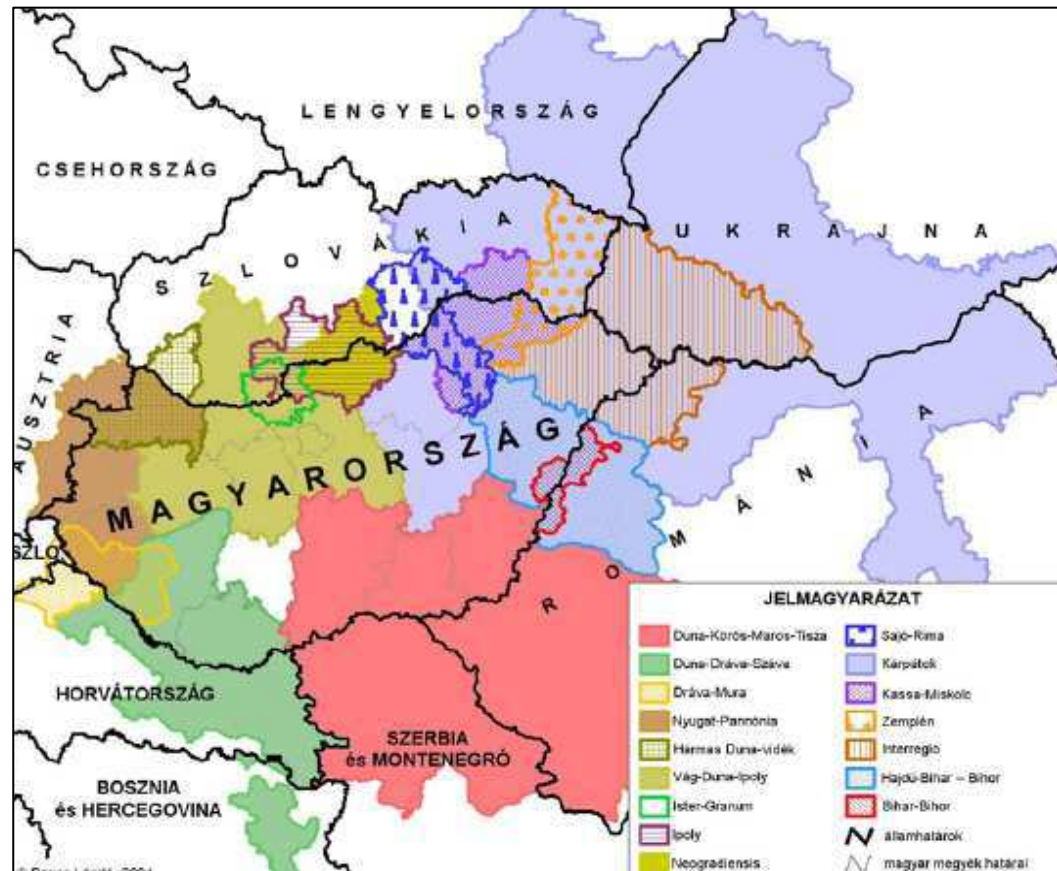 LENGYELORSZÁG
CSEHORSZÁG
SZLOVÁKIA
UKRAJNA
AUSZTRIA
MAGYARORSZÁG
SZLO
ROMÁNIA
HORVÁTORSZÁG
SZERBIA
és MONTENEGRÓ
BOSZNIA
és HERCEGOVINA
JELMAGYARÁZAT
Duna-Körös-Maros-Tisza
Duna-Dráva-Száva
Dráva-Mura
Nyugat-Pannónia
Hármas Duna-vidék
Vág-Duna-Ipoly
Ister-Granum
Ipoly
Neogradiensis
Sajó-Rima
Kárpátok
Kassa-Miskolc
Zemplén
Interregio
Hajdú-Bihar – Bihor
Bihar-Bihor
államhatárok
magyar megyék határai